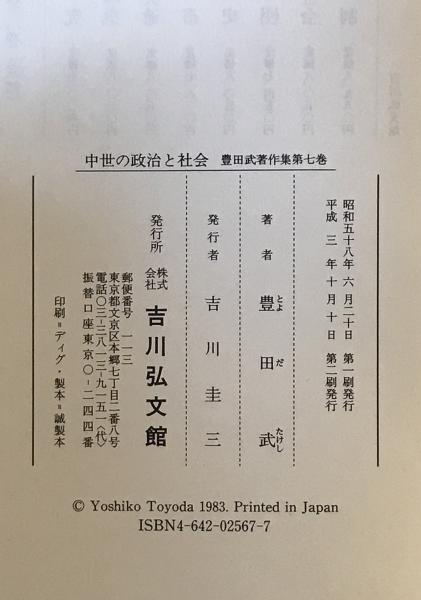 中世の政治と社会　豊田武著作集第七巻
昭和五十八年　六月二十日　第一刷発行
平成　三　年　十月　十日　第二刷発行
著者　豊田武
とよ　だ　たけし
発行者　吉川圭三
発行所　株式会社　吉川弘文館
郵便番号　一一三
東京都文京区本郷七丁目二番八号
電話〇三―三八一三―九一五一〈代〉
振替口座東京〇―二四四番
印刷＝ディグ・製本＝誠製本
© Yoshiko Toyoda 1983. Printed in Japan
ISBN4-642-02567-7